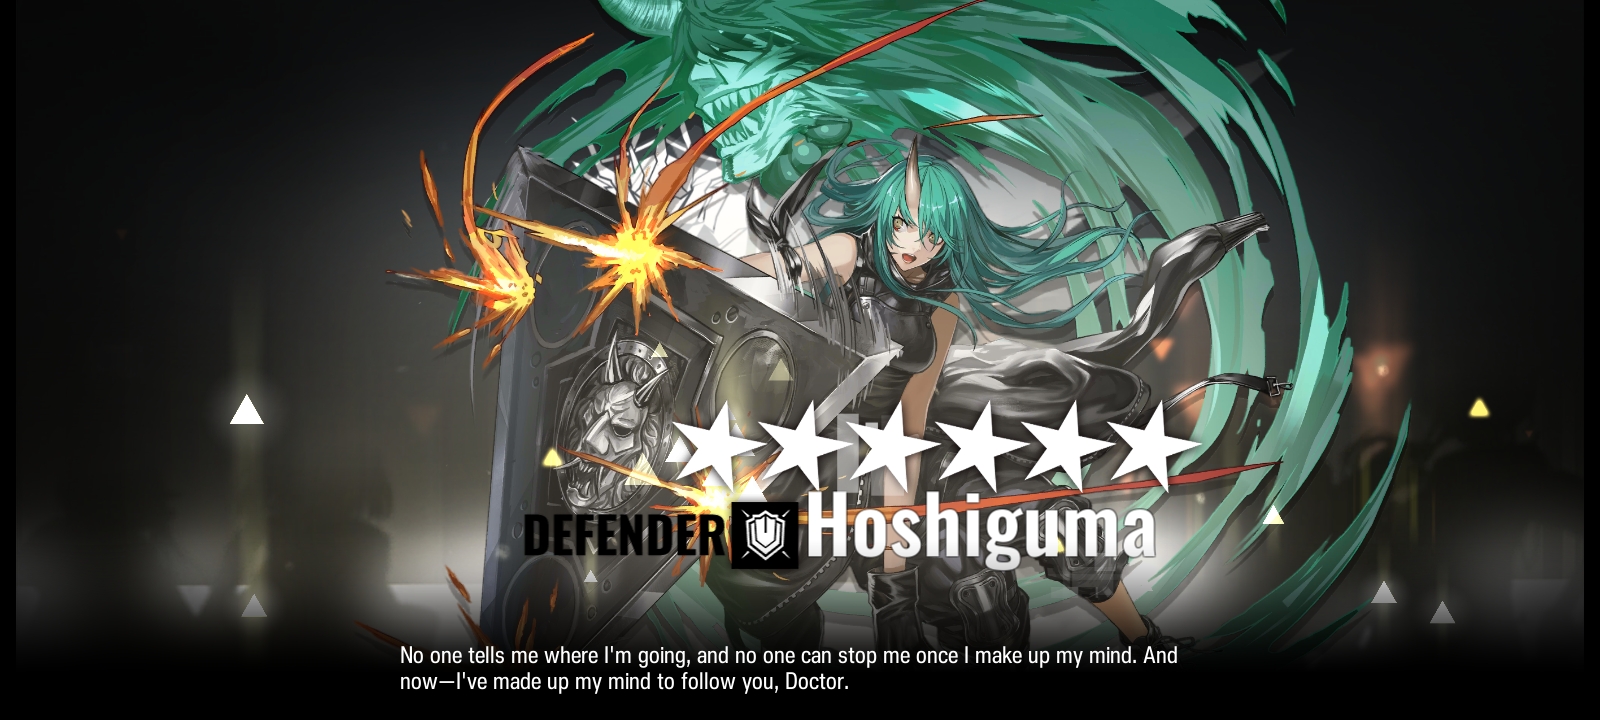 DEFENDER Hoshiguma
No one tells me where I'm going, and no one can stop me once I make up my mind. And
now—I've made up my mind to follow you, Doctor.